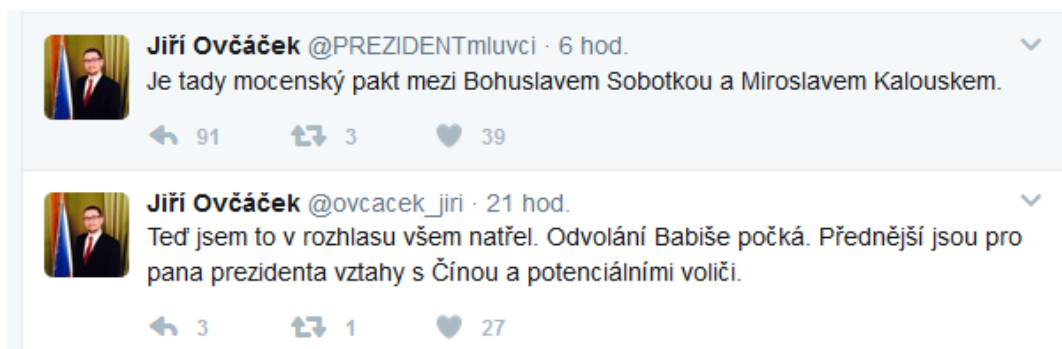 Jiří Ovčáček @PREZIDENTmluvci · 6 hod.
Je tady mocenský pakt mezi Bohuslavem Sobotkou a Miroslavem Kalouskem.
91 3 39
Jiří Ovčáček @ovcacek_jiri · 21 hod.
Teď jsem to v rozhlasu všem natřel. Odvolání Babiše počká. Přednější jsou pro
pana prezidenta vztahy s Čínou a potenciálními voliči.
3 1 27